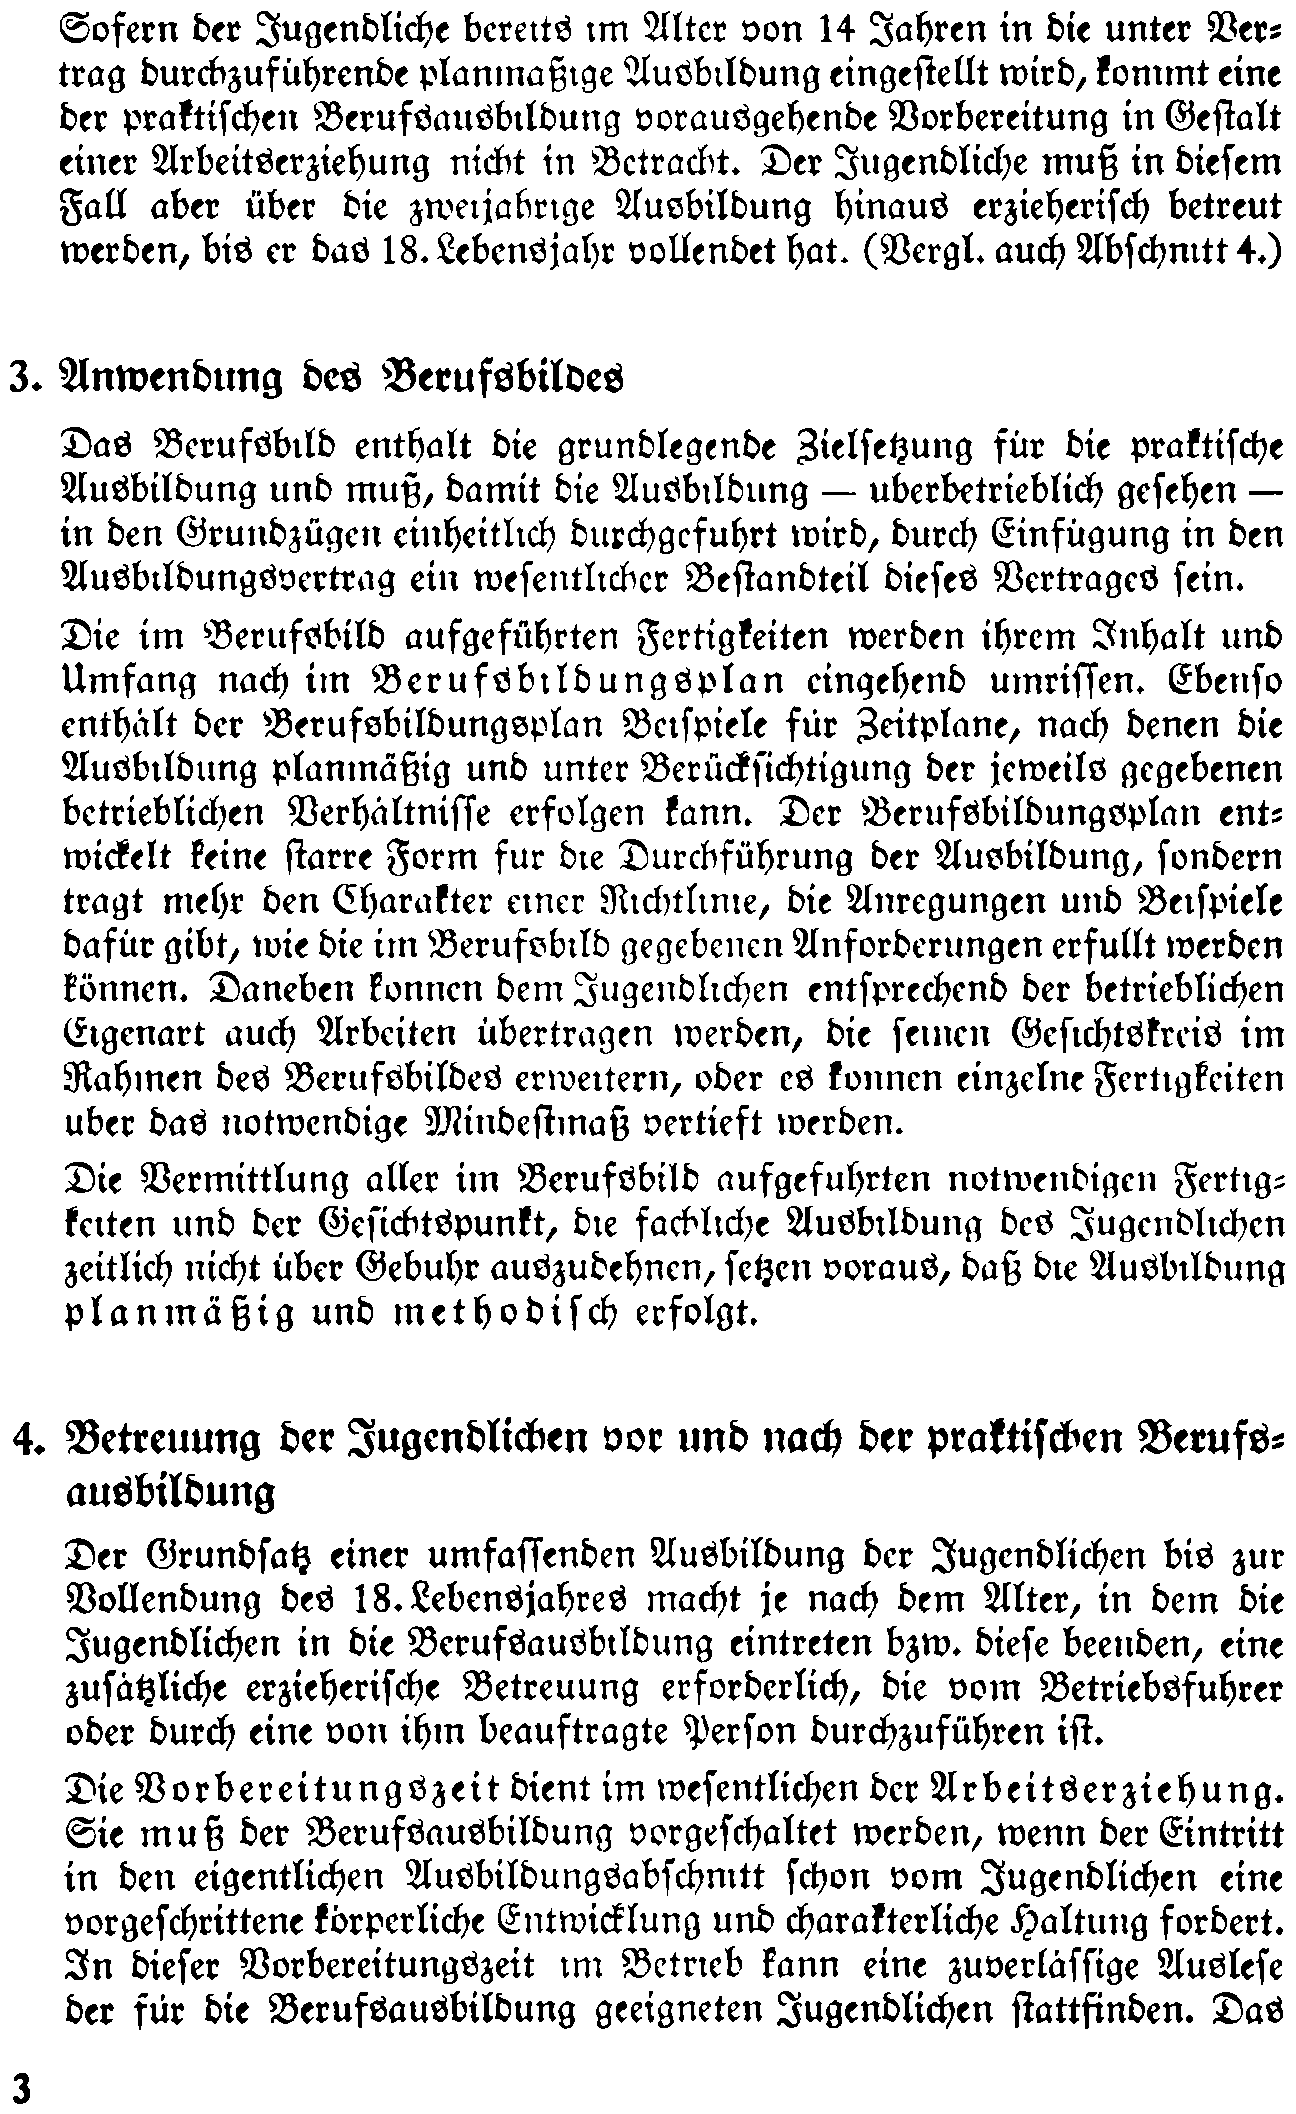 Sofern der Jugendliche bereits im Alter von 14 Jahren in die unter Ver-
trag durchzuführende planmäßige Ausbildung eingestellt wird, kommt eine
der praktischen Berufsausbildung vorausgehende Vorbereitung in Gestalt
einer Arbeitserziehung nicht in Betracht. Der Jugendliche muß in diesem
Fall aber über die zweijährige Ausbildung hinaus erzieherisch betreut
werden, bis er das 18. Lebensjahr vollendet hat. (Vergl. auch Abschnitt 4.)
3. Anwendung des Berufsbildes
Das Berufsbild enthält die grundlegende Zielsetzung für die praktische
Ausbildung und muß, damit die Ausbildung — überbetrieblich gesehen —
in den Grundzügen einheitlich durchgeführt wird, durch Einfügung in den
Ausbildungsvertrag ein wesentlicher Bestandteil dieses Vertrages sein.
Die im Berufsbild aufgeführten Fertigkeiten werden ihrem Inhalt und
Umfang nach im Berufsbildungsplan eingehend umrissen. Ebenso
enthält der Berufsbildungsplan Beispiele für Zeitpläne, nach denen die
Ausbildung planmäßig und unter Berücksichtigung der jeweils gegebenen
betrieblichen Verhältnisse erfolgen kann. Der Berufsbildungsplan ent-
wickelt keine starre Form für die Durchführung der Ausbildung, sondern
trägt mehr den Charakter einer Richtlinie, die Anregungen und Beispiele
dafür gibt, wie die im Berufsbild gegebenen Anforderungen erfüllt werden
können. Daneben können dem Jugendlichen entsprechend der betrieblichen
Eigenart auch Arbeiten übertragen werden, die seinen Gesichtskreis im
Rahmen des Berufsbildes erweitern, oder es können einzelne Fertigkeiten
über das notwendige Mindestmaß vertieft werden.
Die Vermittlung aller im Berufsbild aufgeführten notwendigen Fertig-
keiten und der Gesichtspunkt, die fachliche Ausbildung des Jugendlichen
zeitlich nicht über Gebühr auszudehnen, setzen voraus, daß die Ausbildung
planmäßig und methodisch erfolgt.
4. Betreuung der Jugendlichen vor und nach der praktischen Berufs-
ausbildung
Der Grundsatz einer umfassenden Ausbildung der Jugendlichen bis zur
Vollendung des 18. Lebensjahres macht je nach dem Alter, in dem die
Jugendlichen in die Berufsausbildung eintreten bzw. diese beenden, eine
zusätzliche erzieherische Betreuung erforderlich, die vom Betriebsführer
oder durch eine von ihm beauftragte Person durchzuführen ist.
Die Vorbereitungszeit dient im wesentlichen der Arbeitserziehung.
Sie muß der Berufsausbildung vorgeschaltet werden, wenn der Eintritt
in den eigentlichen Ausbildungsabschnitt schon vom Jugendlichen eine
vorgeschrittene körperliche Entwicklung und charakterliche Haltung fordert.
In dieser Vorbereitungszeit im Betrieb kann eine zuverlässige Auslese
der für die Berufsausbildung geeigneten Jugendlichen stattfinden. Das
3